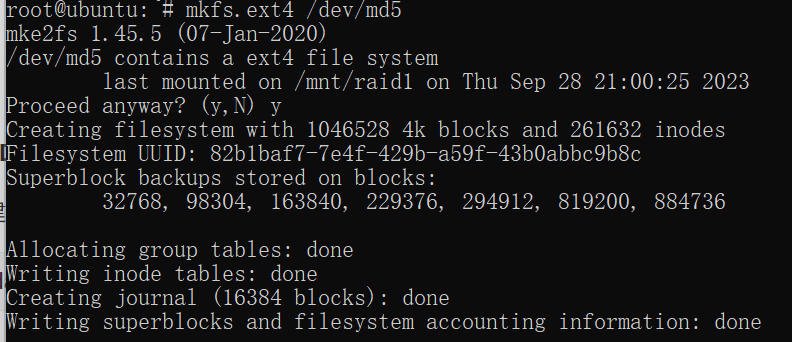 root@ubuntu:~# mkfs.ext4 /dev/md5
mke2fs 1.45.5 (07-Jan-2020)
/dev/md5 contains a ext4 file system
        last mounted on /mnt/raid1 on Thu Sep 28 21:00:25 2023
Proceed anyway? (y,N) y
Creating filesystem with 1046528 4k blocks and 261632 inodes
Filesystem UUID: 82b1baf7-7e4f-429b-a59f-43b0abbc9b8c
Superblock backups stored on blocks:
        32768, 98304, 163840, 229376, 294912, 819200, 884736

Allocating group tables: done
Writing inode tables: done
Creating journal (16384 blocks): done
Writing superblocks and filesystem accounting information: done